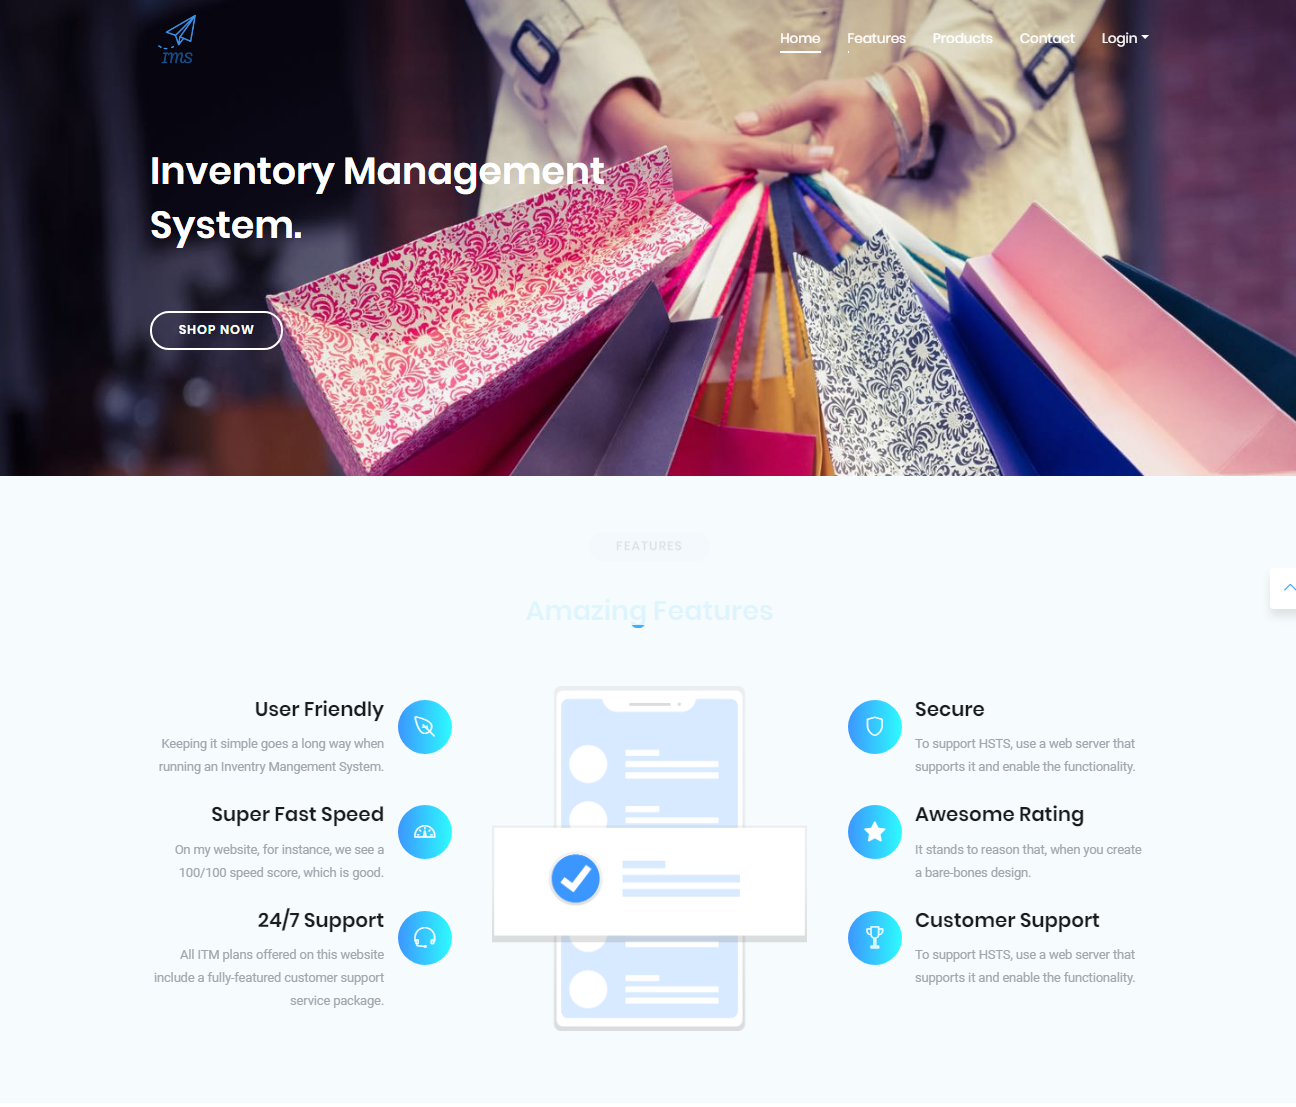 ims
Home Features Products Contact Login
Inventory Management
System.
SHOP NOW
FEATURES
Amazing Features
User Friendly
Keeping it simple goes a long way when
running an Inventry Mangement System.
Super Fast Speed
On my website, for instance, we see a
100/100 speed score, which is good.
24/7 Support
All ITM plans offered on this website
include a fully-featured customer support
service package.
Secure
To support HSTS, use a web server that
supports it and enable the functionality.
Awesome Rating
It stands to reason that, when you create
a bare-bones design.
Customer Support
To support HSTS, use a web server that
supports it and enable the functionality.